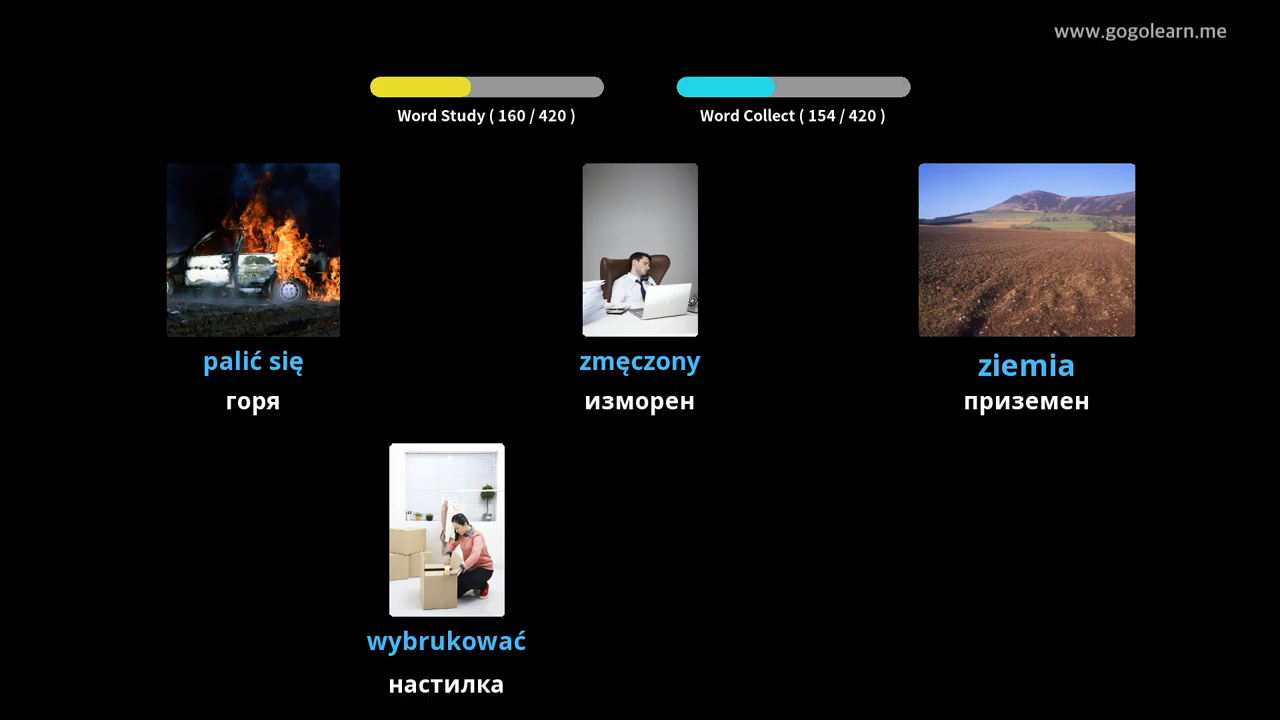 www.gogolearn.me
Word Study ( 160 / 420 )
Word Collect ( 154 / 420 )
palić się
zmęczony
ziemia
горя
изморен
приземен
wybrukować
настилка